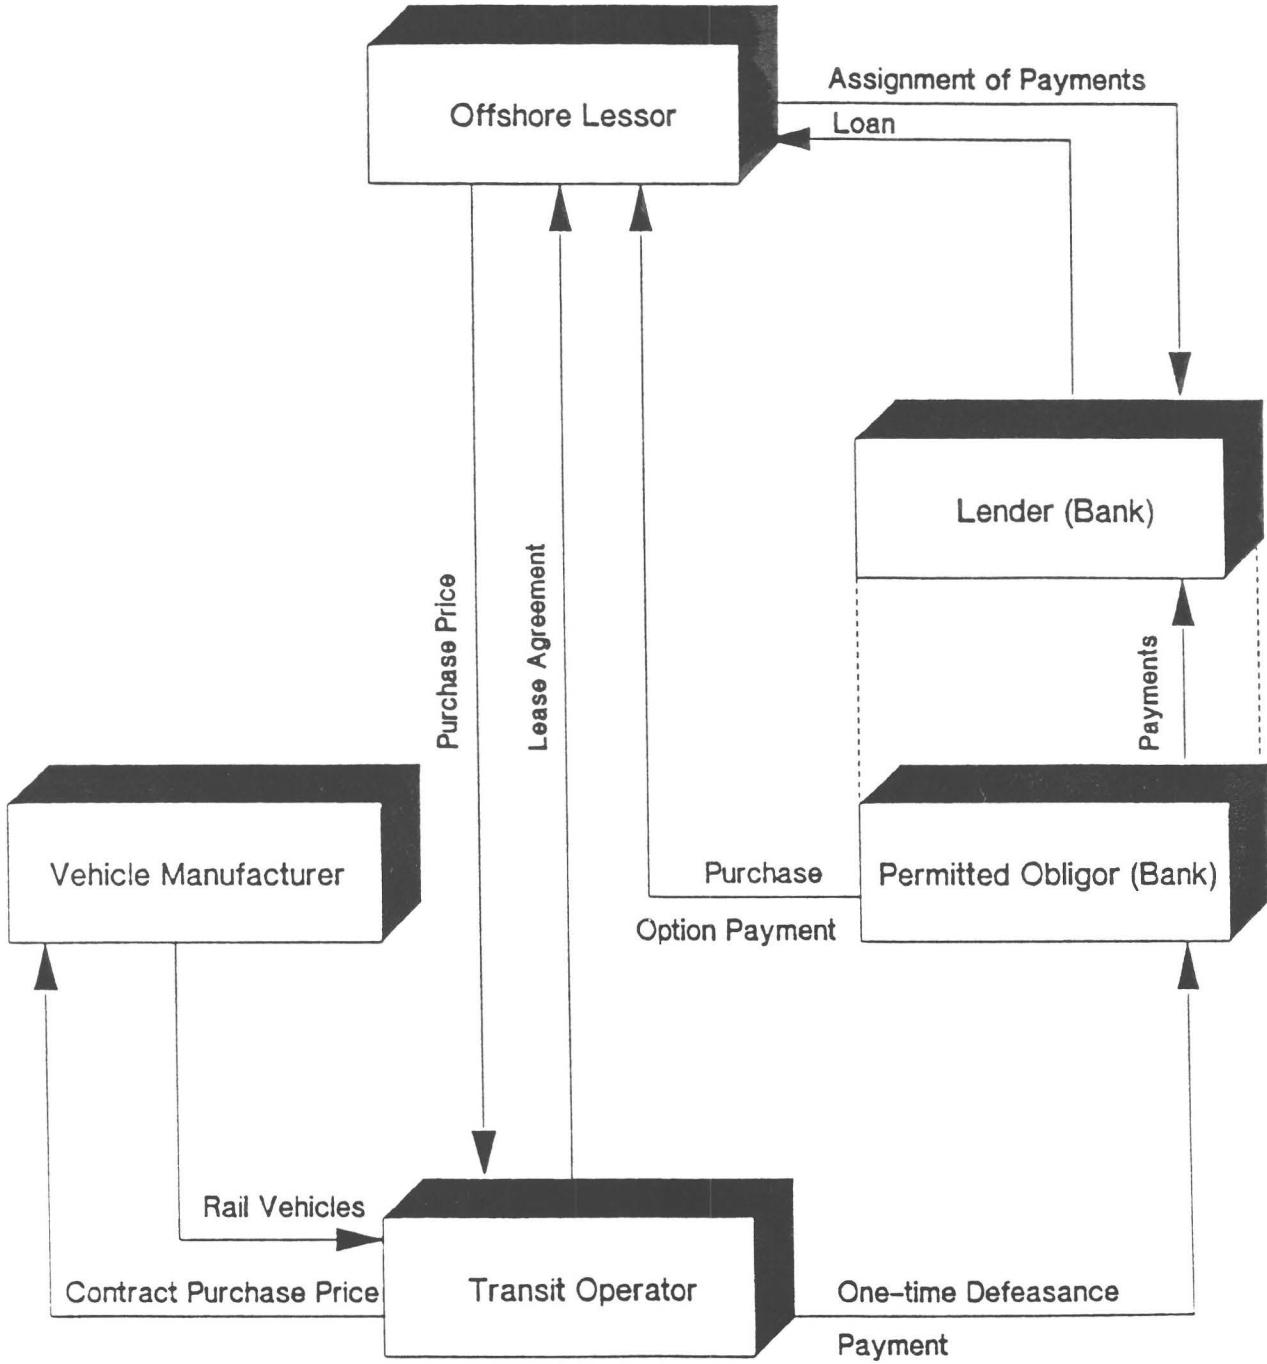 Offshore Lessor
Assignment of Payments
Loan
Lender (Bank)
Purchase Price
Lease Agreement
Payments
Vehicle Manufacturer
Purchase
Option Payment
Permitted Obligor (Bank)
Rail Vehicles
Contract Purchase Price
Transit Operator
One-time Defeasance
Payment